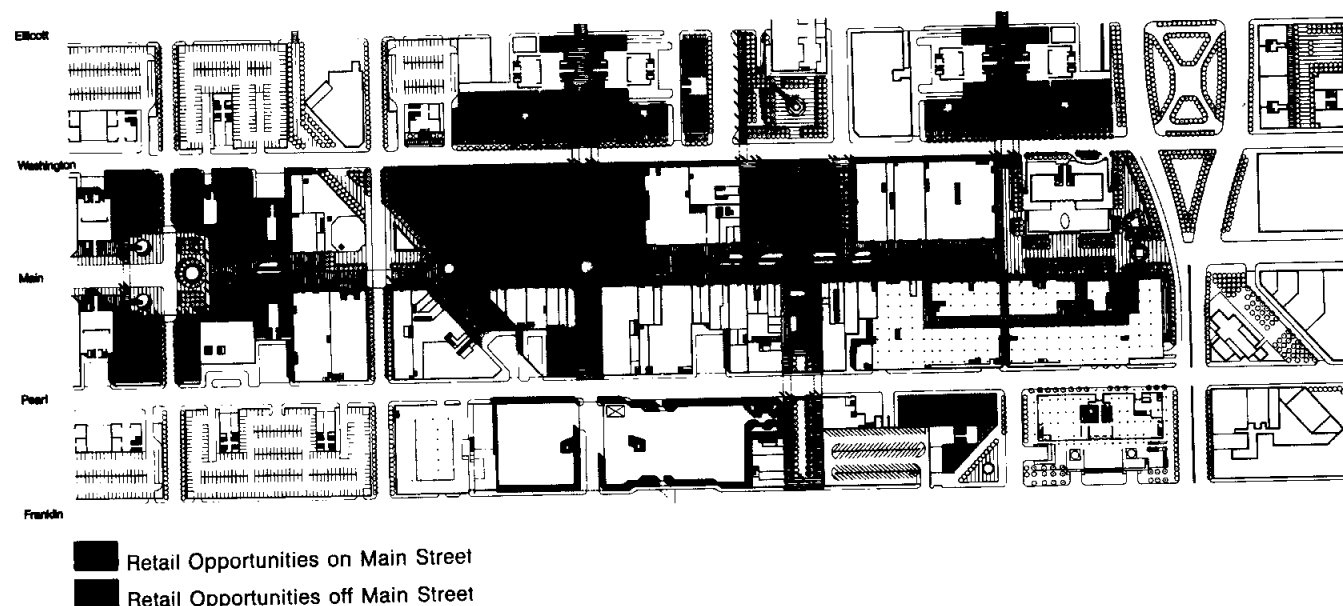 Ellicott
Washington
Main
Pearl
Franklin
Retail Opportunities on Main Street
Retail Opportunities off Main Street